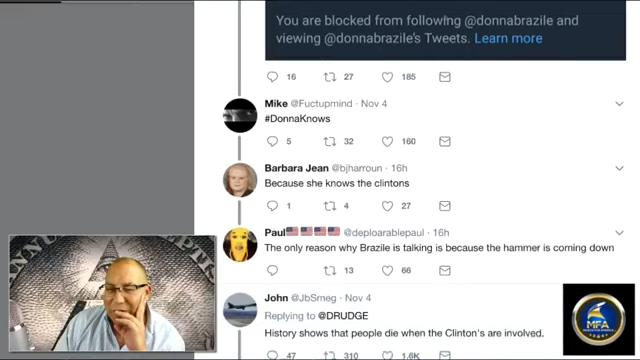 You are blocked from following @donnabrazile and
viewing @donnabrazile's Tweets. Learn more
16 27 185
Mike @Fuctupmind · Nov 4
#DonnaKnows
5 32 160
Barbara Jean @bjharroun · 16h
Because she knows the clintons
1 4 27
Paul @deploarablepaul · 16h
The only reason why Brazile is talking is because the hammer is coming down
13 66
John @JbSmeg · Nov 4
Replying to @DRUDGE
History shows that people die when the Clinton's are involved.
47 310 1.6K
MFA